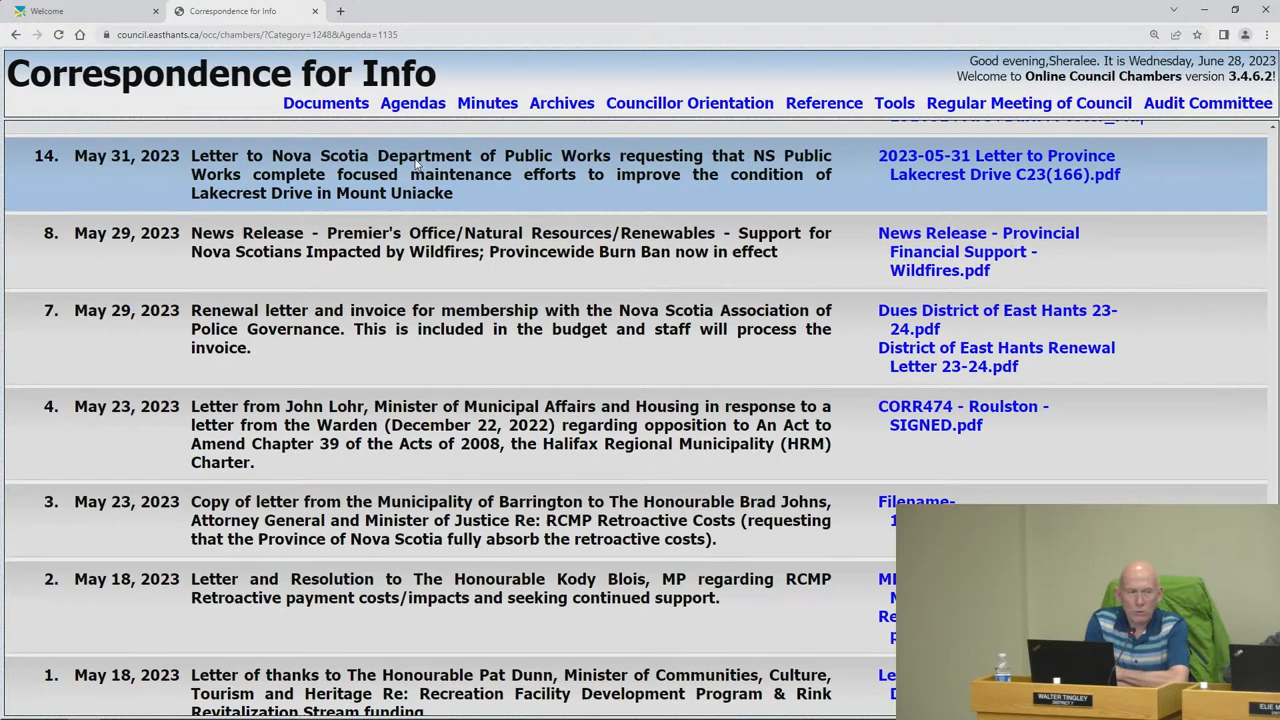 Welcome
Correspondence for Info
council.easthants.ca/occ/chambers/?Category=1248&Agenda=1135
Correspondence for Info
Good evening,Sheralee. It is Wednesday, June 28, 2023
Welcome to Online Council Chambers version 3.4.6.2!
Documents Agendas Minutes Archives Councillor Orientation Reference Tools Regular Meeting of Council Audit Committee
14. May 31, 2023 Letter to Nova Scotia Department of Public Works requesting that NS Public 2023-05-31 Letter to Province
Works complete focused maintenance efforts to improve the condition of Lakecrest Drive C23(166).pdf
Lakecrest Drive in Mount Uniacke
8. May 29, 2023 News Release - Premier's Office/Natural Resources/Renewables - Support for News Release - Provincial
Nova Scotians Impacted by Wildfires; Provincewide Burn Ban now in effect Financial Support -
Wildfires.pdf
7. May 29, 2023 Renewal letter and invoice for membership with the Nova Scotia Association of Dues District of East Hants 23-
Police Governance. This is included in the budget and staff will process the 24.pdf
invoice. District of East Hants Renewal
Letter 23-24.pdf
4. May 23, 2023 Letter from John Lohr, Minister of Municipal Affairs and Housing in response to a CORR474 - Roulston -
letter from the Warden (December 22, 2022) regarding opposition to An Act to SIGNED.pdf
Amend Chapter 39 of the Acts of 2008, the Halifax Regional Municipality (HRM)
Charter.
3. May 23, 2023 Copy of letter from the Municipality of Barrington to The Honourable Brad Johns, Filename-
Attorney General and Minister of Justice Re: RCMP Retroactive Costs (requesting
that the Province of Nova Scotia fully absorb the retroactive costs).
2. May 18, 2023 Letter and Resolution to The Honourable Kody Blois, MP regarding RCMP
Retroactive payment costs/impacts and seeking continued support.
1. May 18, 2023 Letter of thanks to The Honourable Pat Dunn, Minister of Communities, Culture,
Tourism and Heritage Re: Recreation Facility Development Program & Rink
Revitalization Stream funding
WALTER TINGLEY
DISTRICT 7
ELIE